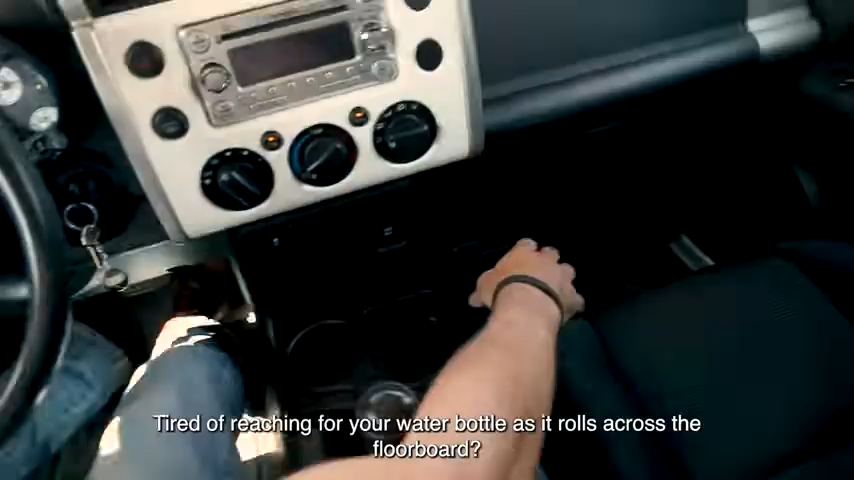 Tired of reaching for your water bottle as it rolls across the
floorboard?